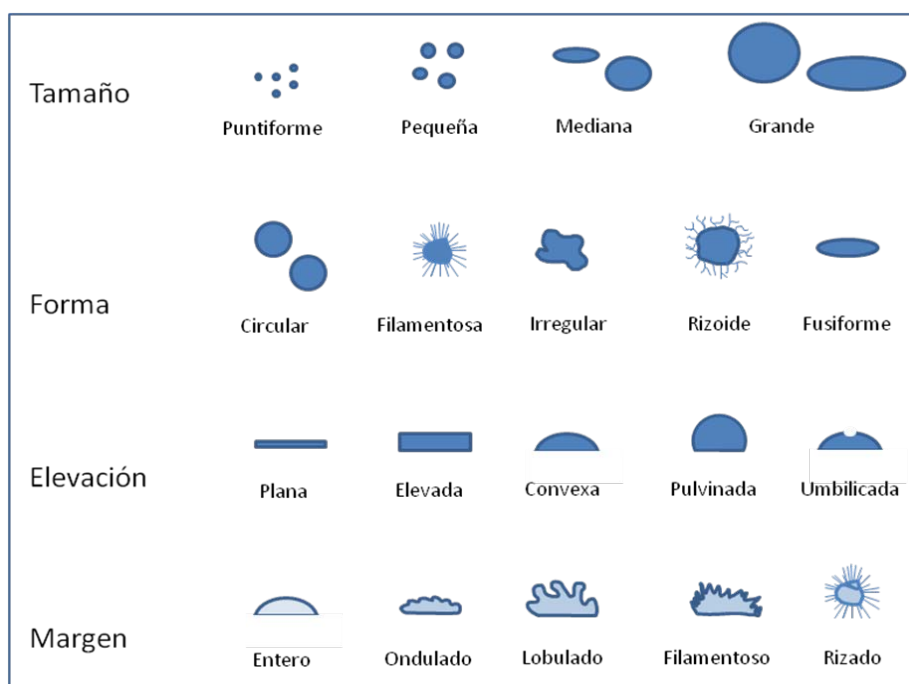 Tamaño
Puntiforme Pequeña Mediana Grande
Forma
Circular Filamentosa Irregular Rizoide Fusiforme
Elevación
Plana Elevada Convexa Pulvinada Umbilicada
Margen
Entero Ondulado Lobulado Filamentoso Rizado